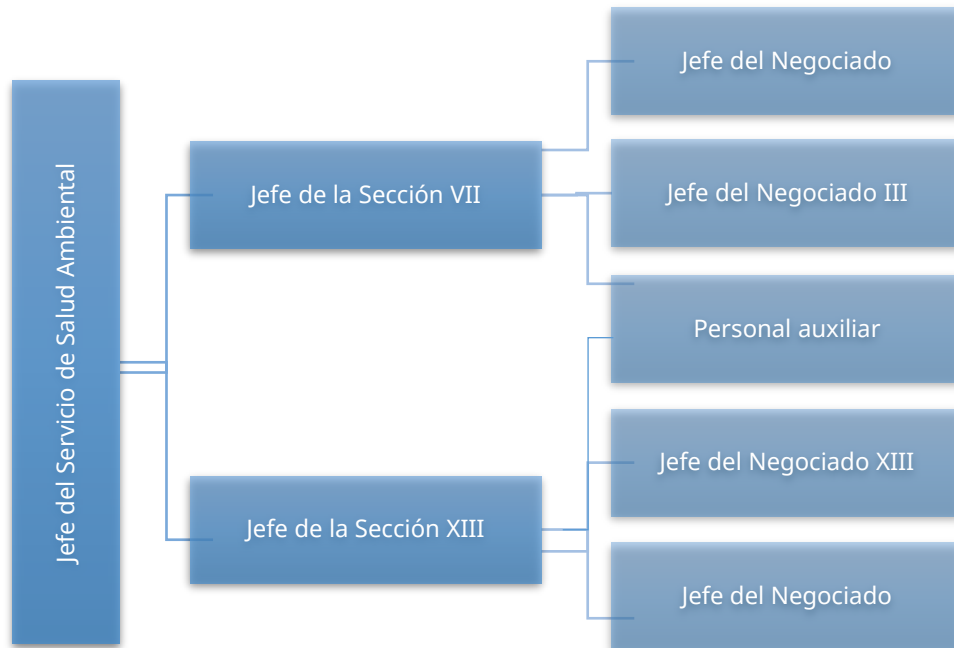 Jefe del Servicio de Salud Ambiental
Jefe de la Sección VII
Jefe de la Sección XIII
Jefe del Negociado
Jefe del Negociado III
Personal auxiliar
Jefe del Negociado XIII
Jefe del Negociado